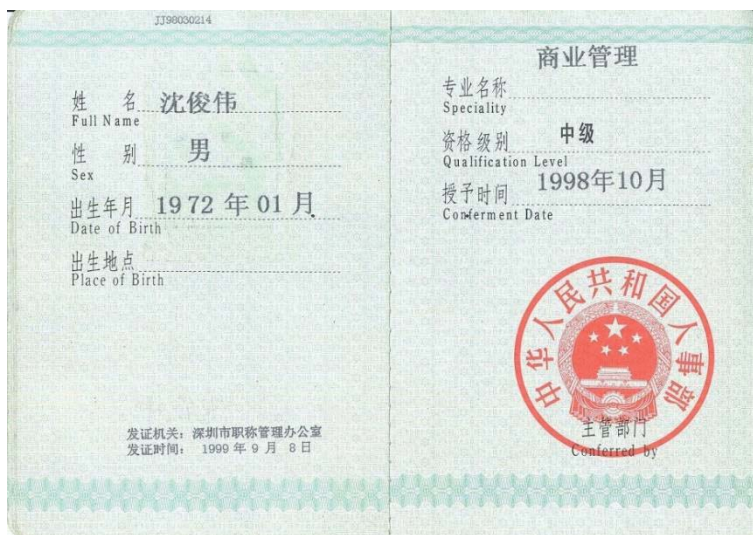 JJ98030214
姓 名 沈俊伟
Full Name
性 别 男
Sex
出生年月 1972 年 01 月
Date of Birth
出生地点
Place of Birth
发证机关： 深圳市职称管理办公室
发证时间： 1999 年 9 月 8 日
商业管理
专业名称
Speciality
资格级别 中级
Qualification Level
授予时间 1998年10月
Conferment Date
中华人民共和国人事部
主管部门
Conferred by